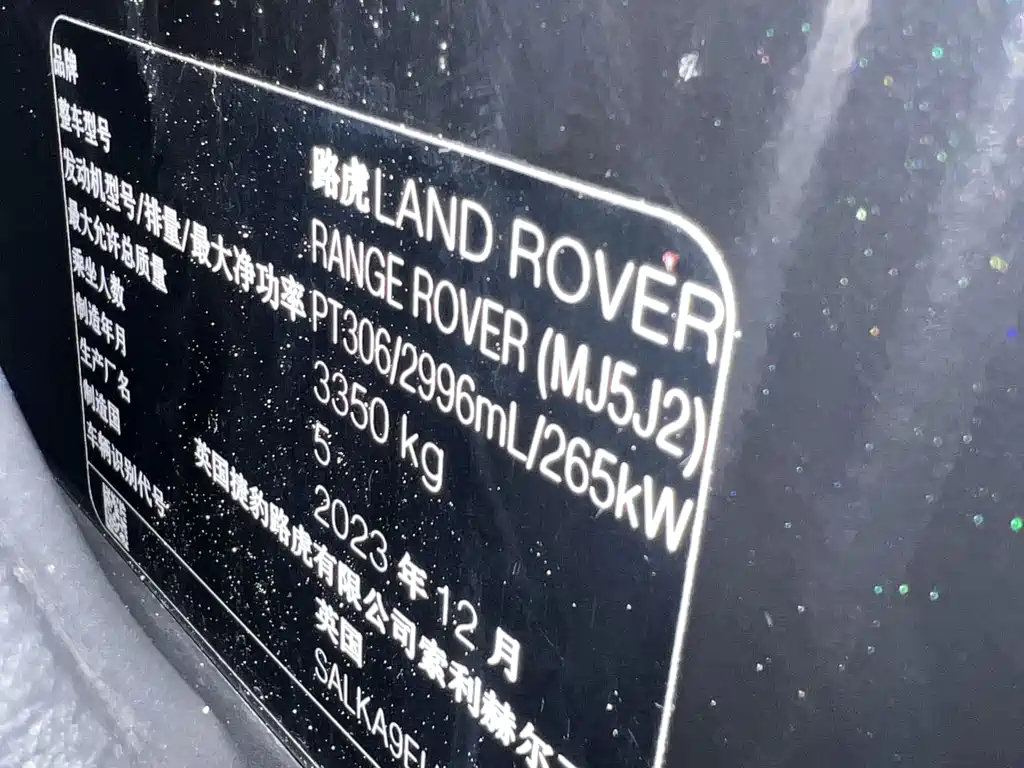 品牌 路虎LAND ROVER
整车型号 RANGE ROVER (MJ5J2)
发动机型号/排量/最大净功率 PT306/2996mL/265kW
最大允许总质量 3350 kg
乘坐人数 5
制造年月 2023 年 12 月
生产厂名 英国捷豹路虎有限公司索利赫尔
制造国 英国
车辆识别代号 SALKA9E